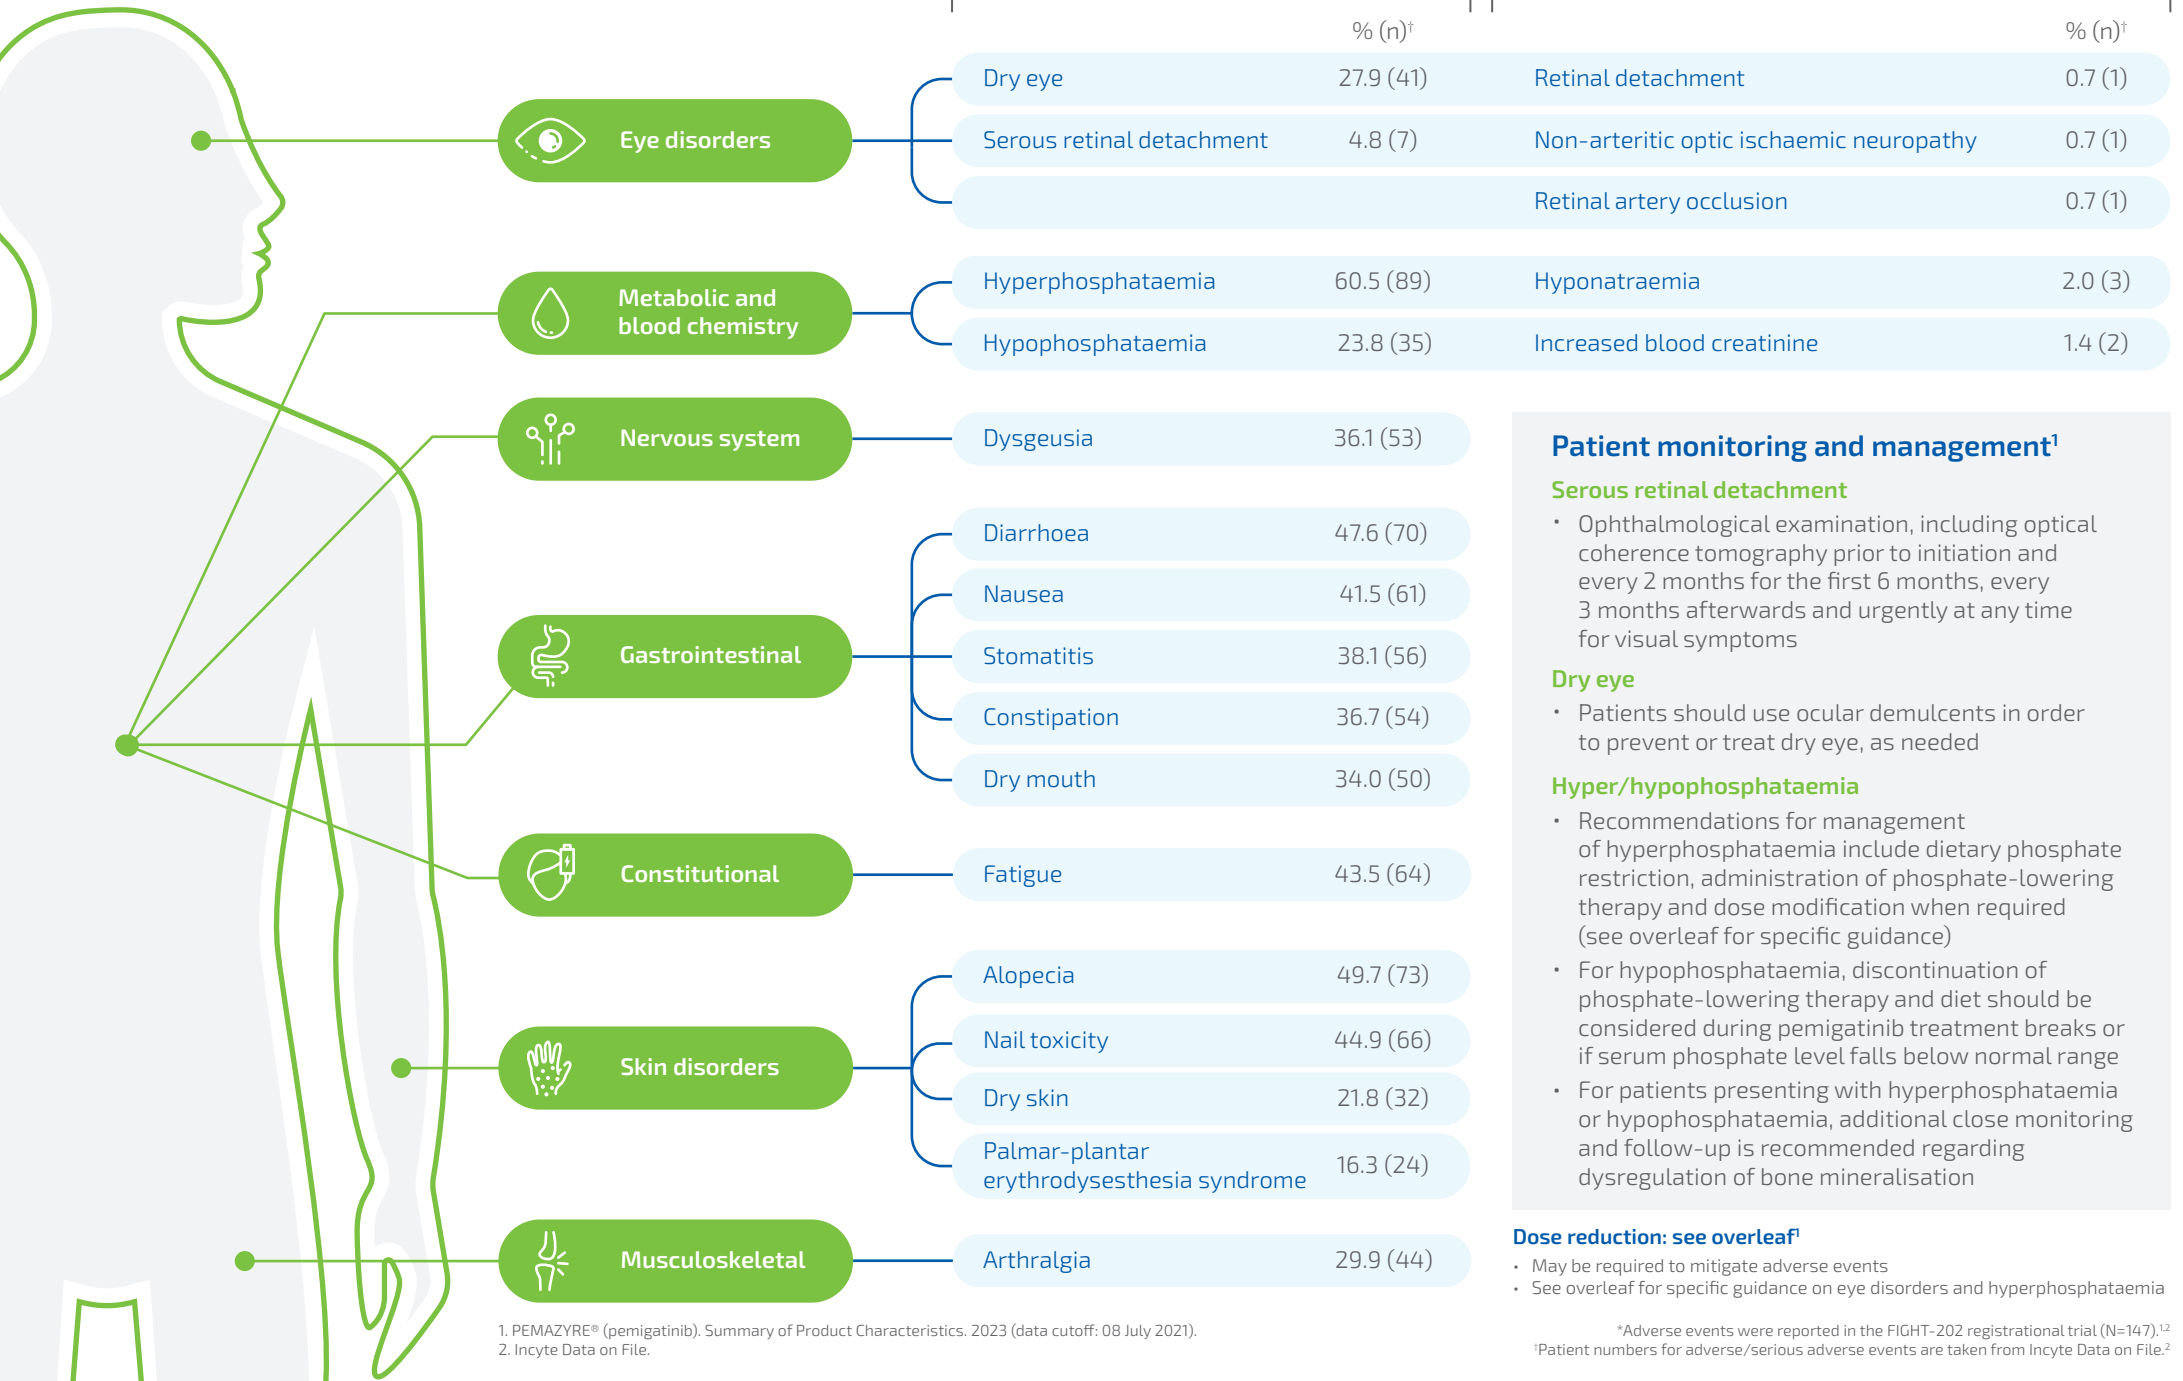 % (n)†
% (n)†
Eye disorders
Dry eye 27.9 (41) Retinal detachment 0.7 (1)
Serous retinal detachment 4.8 (7) Non-arteritic optic ischaemic neuropathy 0.7 (1)
Retinal artery occlusion 0.7 (1)
Metabolic and
blood chemistry
Hyperphosphataemia 60.5 (89) Hyponatraemia 2.0 (3)
Hypophosphataemia 23.8 (35) Increased blood creatinine 1.4 (2)
Nervous system
Dysgeusia 36.1 (53)
Gastrointestinal
Diarrhoea 47.6 (70)
Nausea 41.5 (61)
Stomatitis 38.1 (56)
Constipation 36.7 (54)
Dry mouth 34.0 (50)
Constitutional
Fatigue 43.5 (64)
Skin disorders
Alopecia 49.7 (73)
Nail toxicity 44.9 (66)
Dry skin 21.8 (32)
Palmar-plantar
erythrodysesthesia syndrome 16.3 (24)
Musculoskeletal
Arthralgia 29.9 (44)
Patient monitoring and management¹
Serous retinal detachment
• Ophthalmological examination, including optical
coherence tomography prior to initiation and
every 2 months for the first 6 months, every
3 months afterwards and urgently at any time
for visual symptoms
Dry eye
• Patients should use ocular demulcents in order
to prevent or treat dry eye, as needed
Hyper/hypophosphataemia
• Recommendations for management
of hyperphosphataemia include dietary phosphate
restriction, administration of phosphate-lowering
therapy and dose modification when required
(see overleaf for specific guidance)
• For hypophosphataemia, discontinuation of
phosphate-lowering therapy and diet should be
considered during pemigatinib treatment breaks or
if serum phosphate level falls below normal range
• For patients presenting with hyperphosphataemia
or hypophosphataemia, additional close monitoring
and follow-up is recommended regarding
dysregulation of bone mineralisation
Dose reduction: see overleaf¹
• May be required to mitigate adverse events
• See overleaf for specific guidance on eye disorders and hyperphosphataemia
1. PEMAZYRE® (pemigatinib). Summary of Product Characteristics. 2023 (data cutoff: 08 July 2021).
2. Incyte Data on File.
*Adverse events were reported in the FIGHT-202 registrational trial (N=147).¹,²
†Patient numbers for adverse/serious adverse events are taken from Incyte Data on File.²